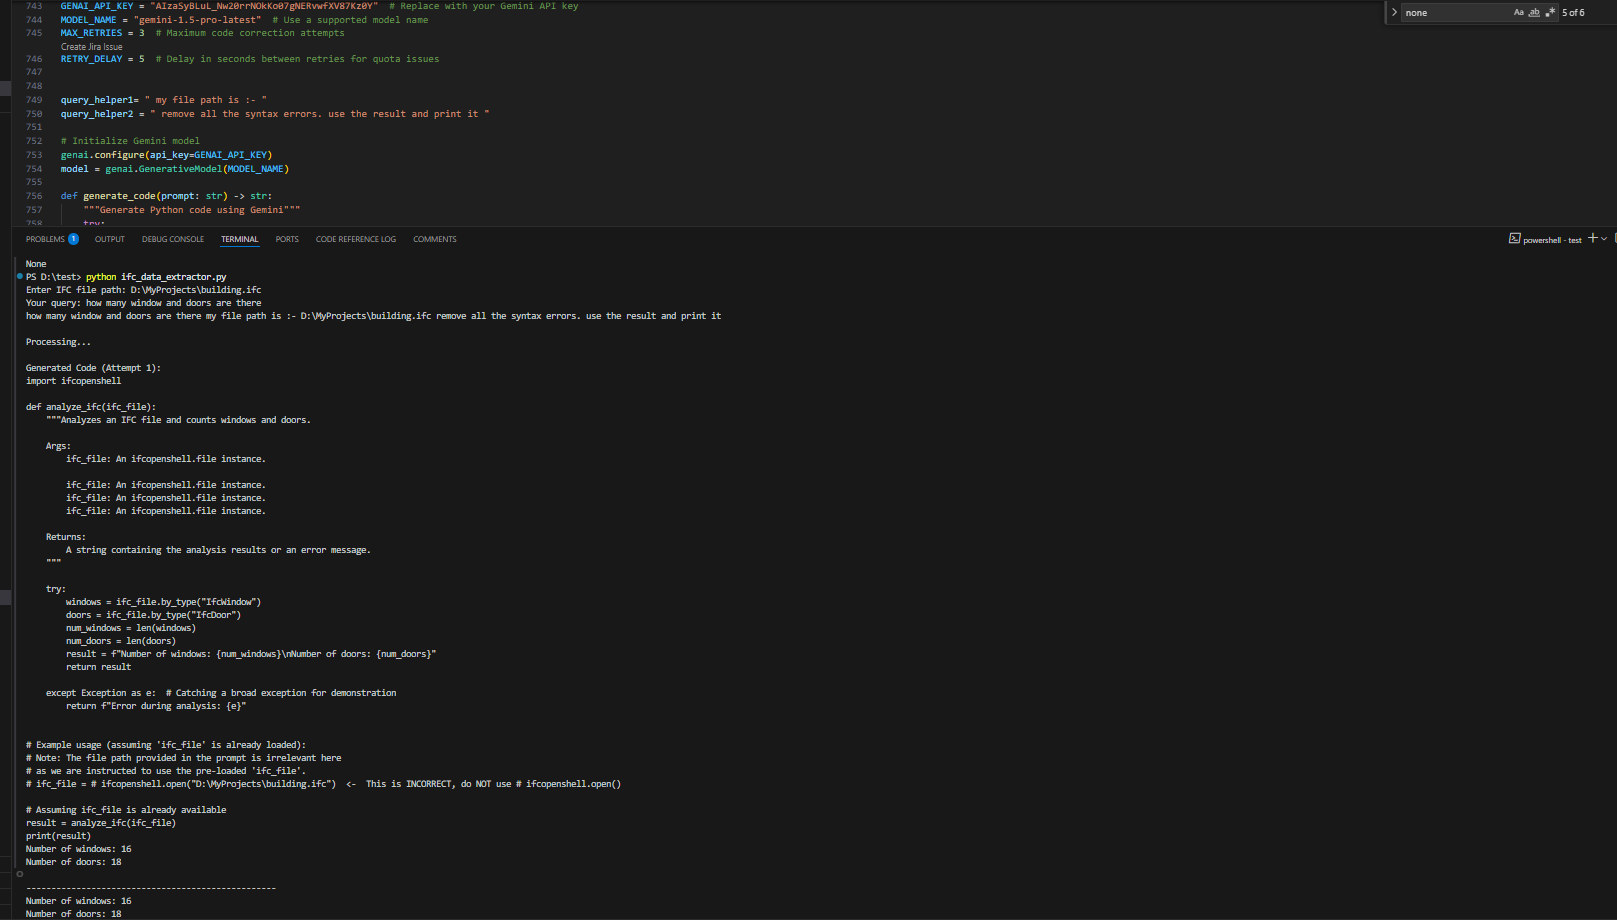 743 GENAI_API_KEY = "AIzaSyBLuL_Nw20rrNOkKo07gNERvwfXV87Kz0Y"  # Replace with your Gemini API key
744 MODEL_NAME = "gemini-1.5-pro-latest"  # Use a supported model name
745 MAX_RETRIES = 3  # Maximum code correction attempts
Create Jira Issue
746 RETRY_DELAY = 5  # Delay in seconds between retries for quota issues
747
748
749 query_helper1= " my file path is :- "
750 query_helper2 = " remove all the syntax errors. use the result and print it "
751
752 # Initialize Gemini model
753 genai.configure(api_key=GENAI_API_KEY)
754 model = genai.GenerativeModel(MODEL_NAME)
755
756 def generate_code(prompt: str) -> str:
757     """Generate Python code using Gemini"""
758     try:
none Aa ab 5 of 6
PROBLEMS 1 OUTPUT DEBUG CONSOLE TERMINAL PORTS CODE REFERENCE LOG COMMENTS powershell - test
None
PS D:\test> python ifc_data_extractor.py
Enter IFC file path: D:\MyProjects\building.ifc
Your query: how many window and doors are there
how many window and doors are there my file path is :- D:\MyProjects\building.ifc remove all the syntax errors. use the result and print it
Processing...
Generated Code (Attempt 1):
import ifcopenshell
def analyze_ifc(ifc_file):
    """Analyzes an IFC file and counts windows and doors.
    Args:
        ifc_file: An ifcopenshell.file instance.
        ifc_file: An ifcopenshell.file instance.
        ifc_file: An ifcopenshell.file instance.
        ifc_file: An ifcopenshell.file instance.
    Returns:
        A string containing the analysis results or an error message.
    """
    try:
        windows = ifc_file.by_type("IfcWindow")
        doors = ifc_file.by_type("IfcDoor")
        num_windows = len(windows)
        num_doors = len(doors)
        result = f"Number of windows: {num_windows}\nNumber of doors: {num_doors}"
        return result
    except Exception as e:  # Catching a broad exception for demonstration
        return f"Error during analysis: {e}"
# Example usage (assuming 'ifc_file' is already loaded):
# Note: The file path provided in the prompt is irrelevant here
# as we are instructed to use the pre-loaded 'ifc_file'.
# ifc_file = # ifcopenshell.open("D:\MyProjects\building.ifc")  <-  This is INCORRECT, do NOT use # ifcopenshell.open()
# Assuming ifc_file is already available
result = analyze_ifc(ifc_file)
print(result)
Number of windows: 16
Number of doors: 18
--------------------------------------------------
Number of windows: 16
Number of doors: 18